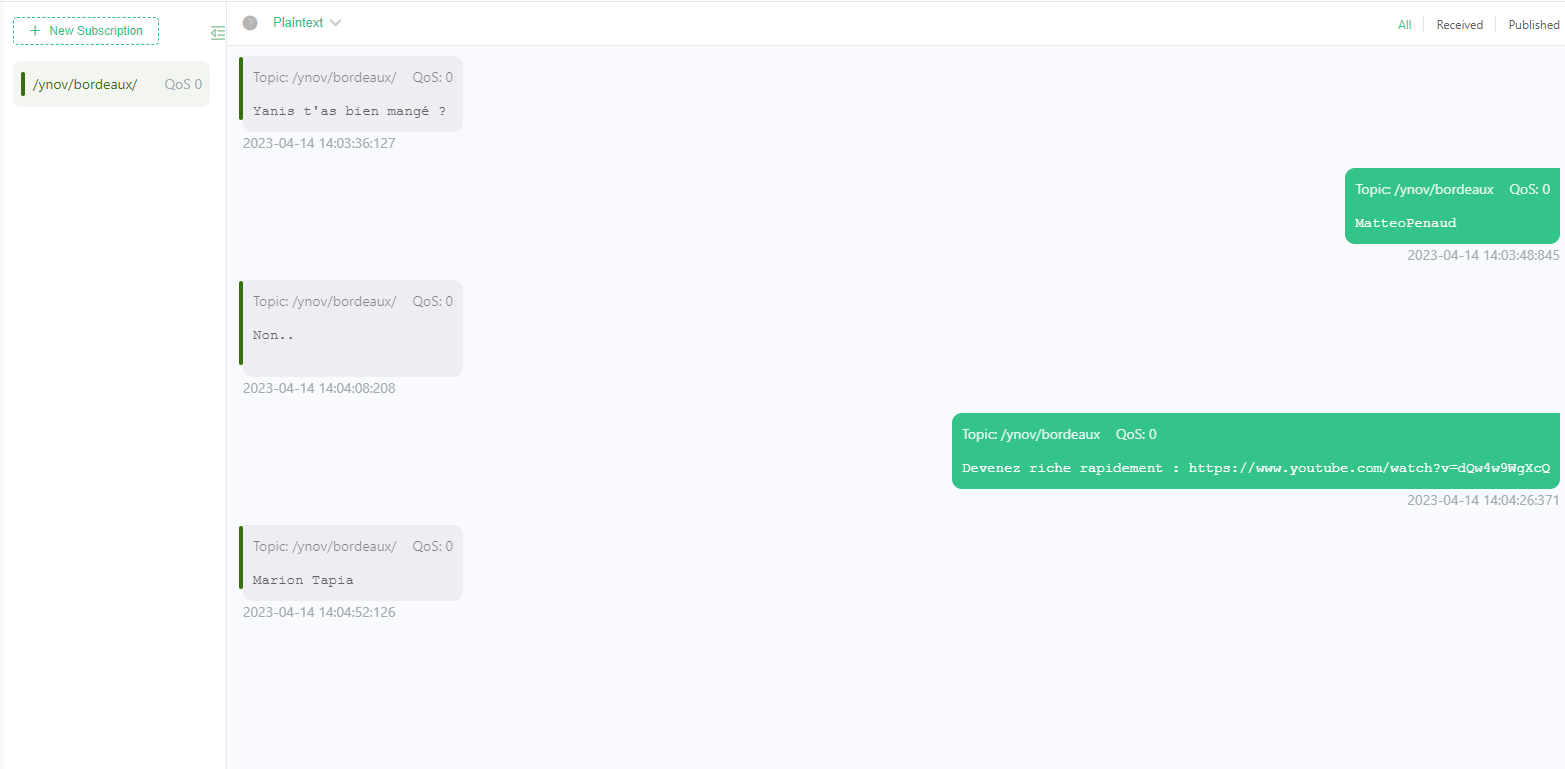 + New Subscription
/ynov/bordeaux/ QoS 0
Plaintext
All Received Published
Topic: /ynov/bordeaux/ QoS: 0
Yanis t'as bien mangé ?
2023-04-14 14:03:36:127
Topic: /ynov/bordeaux QoS: 0
MatteoPenaud
2023-04-14 14:03:48:845
Topic: /ynov/bordeaux/ QoS: 0
Non..
2023-04-14 14:04:08:208
Topic: /ynov/bordeaux QoS: 0
Devenez riche rapidement : https://www.youtube.com/watch?v=dQw4w9WgXcQ
2023-04-14 14:04:26:371
Topic: /ynov/bordeaux/ QoS: 0
Marion Tapia
2023-04-14 14:04:52:126